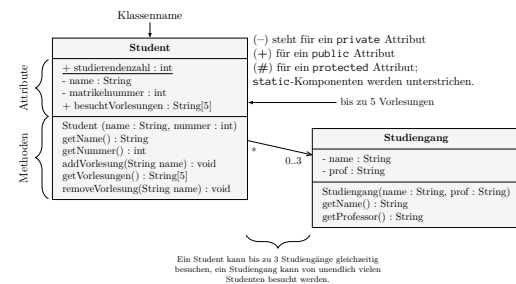 Klassenname
Student
+ studierendenzahl : int
- name : String
- matrikelnummer : int
+ besuchtVorlesungen : String[5]
Student (name : String, nummer : int)
getName() : String
getNummer() : int
addVorlesung(String name) : void
getVorlesungen() : String[5]
removeVorlesung(String name) : void
Attribute
Methoden
(–) steht für ein private Attribut
(+) für ein public Attribut
(#) für ein protected Attribut;
static-Komponenten werden unterstrichen.
bis zu 5 Vorlesungen
*
0..3
Studiengang
- name : String
- prof : String
Studiengang(name : String, prof : String)
getName() : String
getProfessor() : String
Ein Student kann bis zu 3 Studiengänge gleichzeitig
besuchen, ein Studiengang kann von unendlich vielen
Studenten besucht werden.